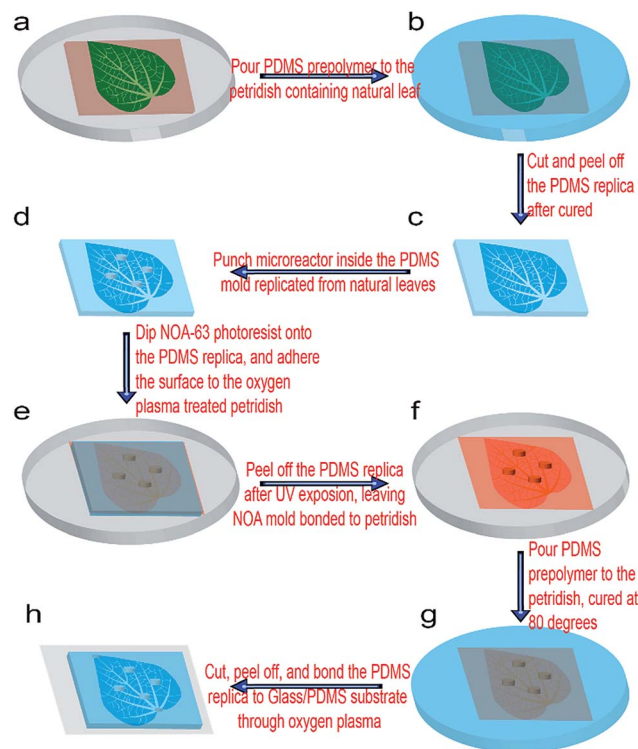 a
b
Pour PDMS prepolymer to the
petridish containing natural leaf
Cut and peel off
the PDMS replica
after cured
d
c
Punch microreactor inside the PDMS
mold replicated from natural leaves
Dip NOA-63 photoresist onto
the PDMS replica, and adhere
the surface to the oxygen
plasma treated petridish
e
f
Peel off the PDMS replica
after UV exposion, leaving
NOA mold bonded to petridish
Pour PDMS
prepolymer to the
petridish, cured at
80 degrees
h
g
Cut, peel off, and bond the PDMS
replica to Glass/PDMS substrate
through oxygen plasma